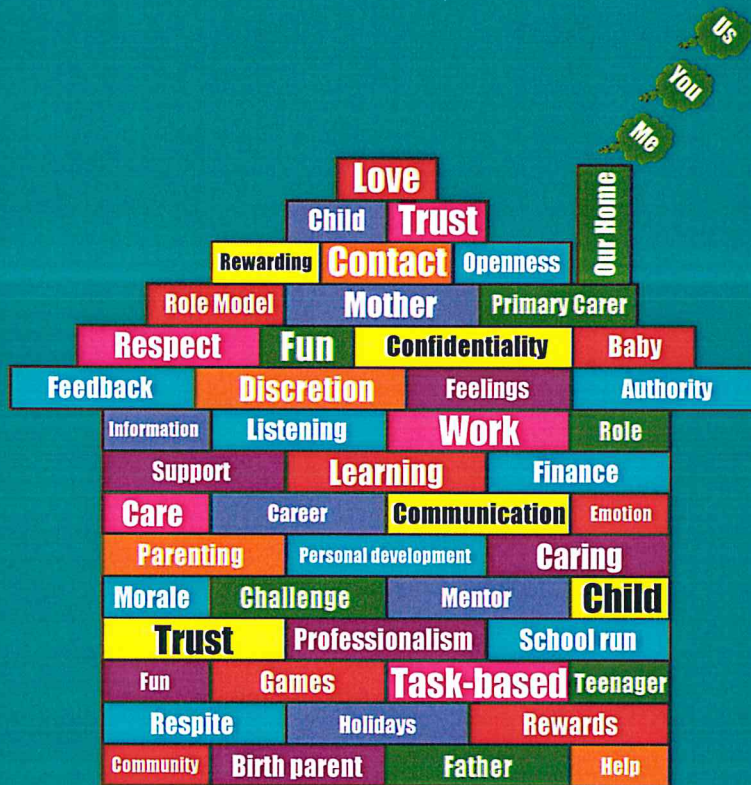 Us
You
Me
Love
Our Home
Child Trust
Rewarding Contact Openness
Role Model Mother Primary Carer
Respect Fun Confidentiality Baby
Feedback Discretion Feelings Authority
Information Listening Work Role
Support Learning Finance
Care Career Communication Emotion
Parenting Personal development Caring
Morale Challenge Mentor Child
Trust Professionalism School run
Fun Games Task-based Teenager
Respite Holidays Rewards
Community Birth parent Father Help